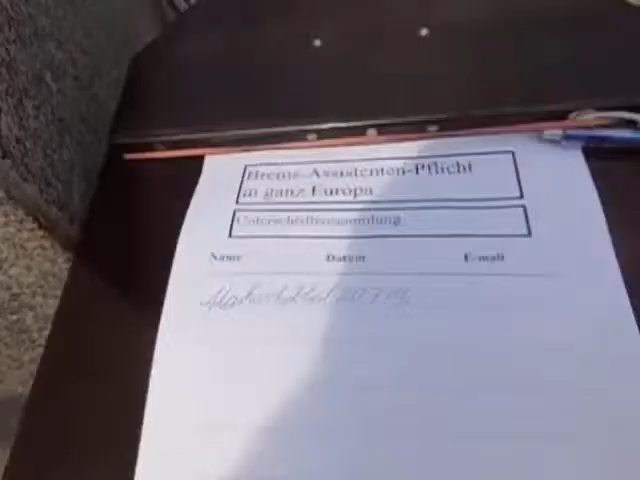 Brems-Assistenten-Pflicht
in ganz Europa
Unterschriftensammlung
Name Datum E-mail